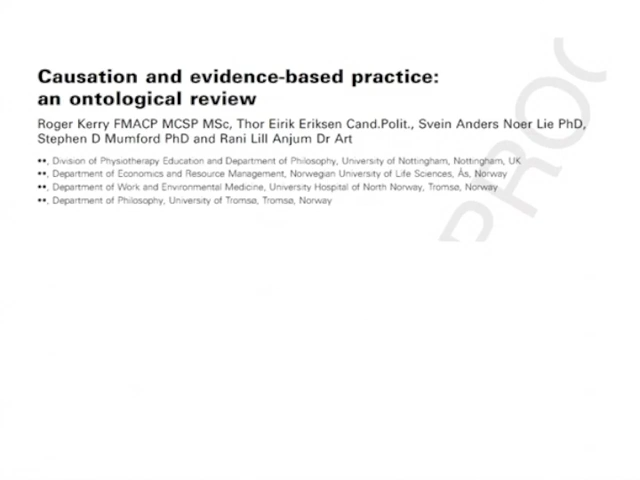 Causation and evidence-based practice:
an ontological review
Roger Kerry FMACP MCSP MSc, Thor Eirik Eriksen Cand.Polit., Svein Anders Noer Lie PhD,
Stephen D Mumford PhD and Rani Lill Anjum Dr Art
••, Division of Physiotherapy Education and Department of Philosophy, University of Nottingham, Nottingham, UK
••, Department of Economics and Resource Management, Norwegian University of Life Sciences, Ås, Norway
••, Department of Work and Environmental Medicine, University Hospital of North Norway, Tromsø, Norway
••, Department of Philosophy, University of Tromsø, Tromsø, Norway
PROO